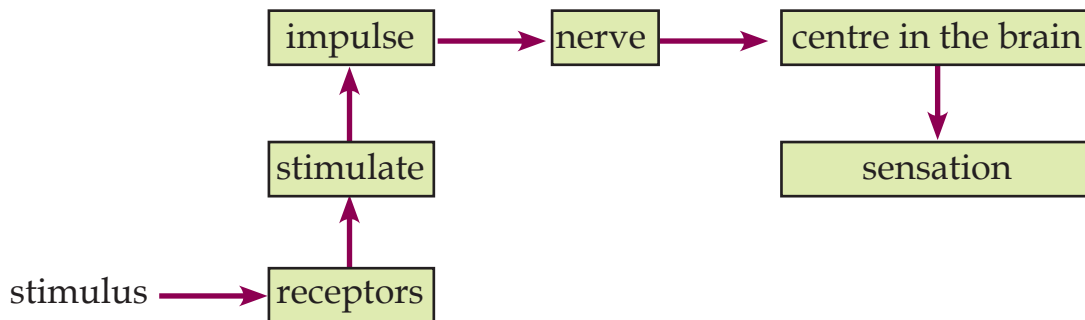 impulse
nerve
centre in the brain
stimulate
sensation
stimulus
receptors